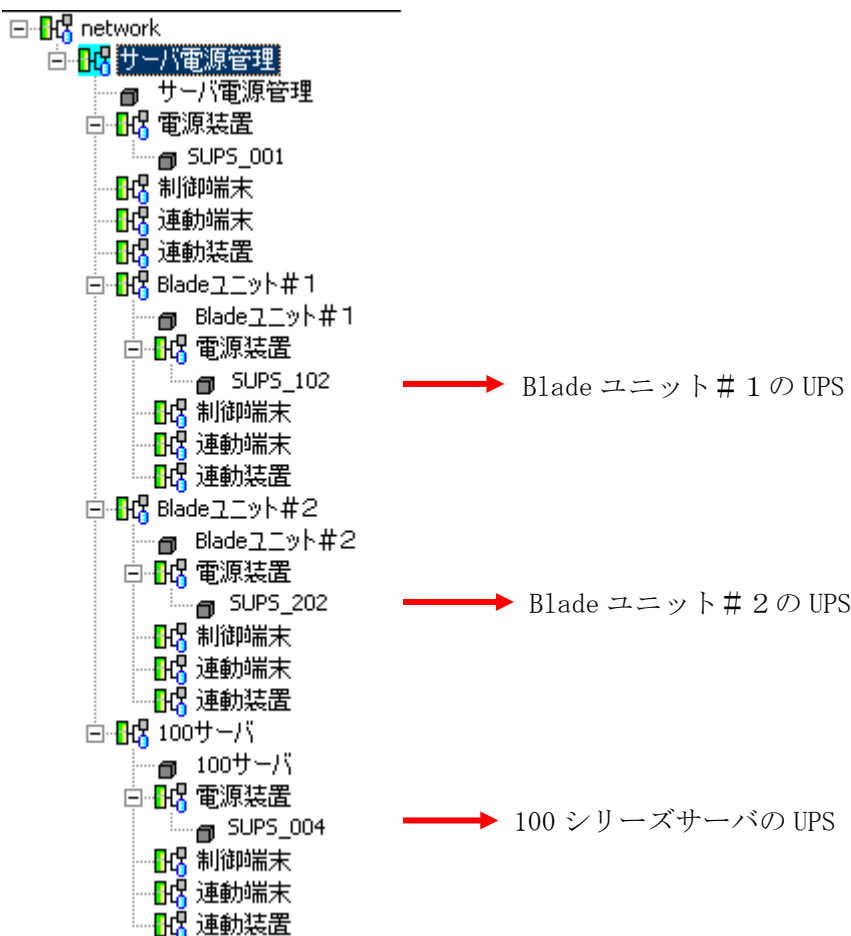 network
サーバ電源管理
サーバ電源管理
電源装置
SUPS_001
制御端末
連動端末
連動装置
Bladeユニット#1
Bladeユニット#1
電源装置
SUPS_102 Blade ユニット#1の UPS
制御端末
連動端末
連動装置
Bladeユニット#2
Bladeユニット#2
電源装置
SUPS_202 Blade ユニット#2の UPS
制御端末
連動端末
連動装置
100サーバ
100サーバ
電源装置
SUPS_004 100 シリーズサーバの UPS
制御端末
連動端末
連動装置